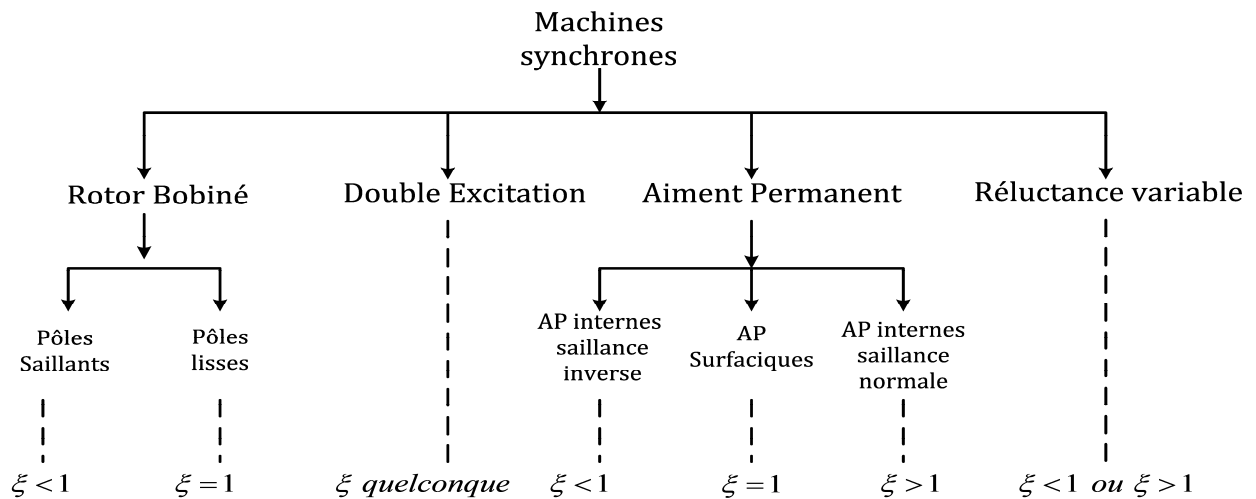 Machines
synchrones
Rotor Bobiné
Double Excitation
Aiment Permanent
Réluctance variable
Pôles
Saillants
Pôles
lisses
AP internes
saillance
inverse
AP
Surfaciques
AP internes
saillance
normale
ξ < 1
ξ = 1
ξ quelconque
ξ < 1
ξ = 1
ξ > 1
ξ < 1 ou ξ > 1